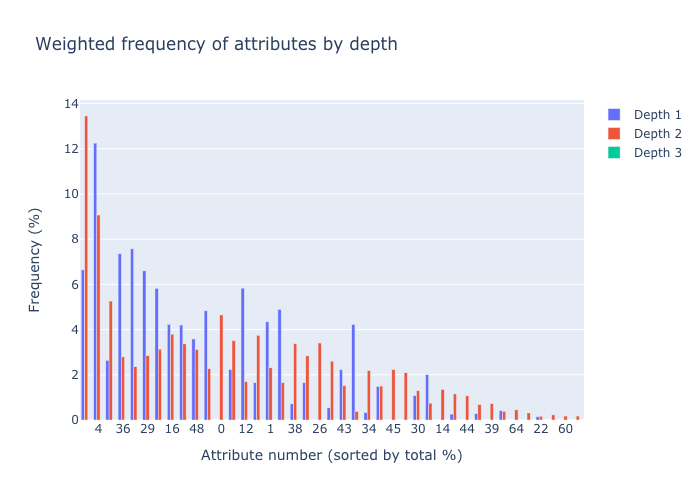 Weighted frequency of attributes by depth
14
12
10
8
6
4
2
0
Frequency (%)
4 36 29 16 48 0 12 1 38 26 43 34 45 30 14 44 39 64 22 60
Attribute number (sorted by total %)
Depth 1
Depth 2
Depth 3